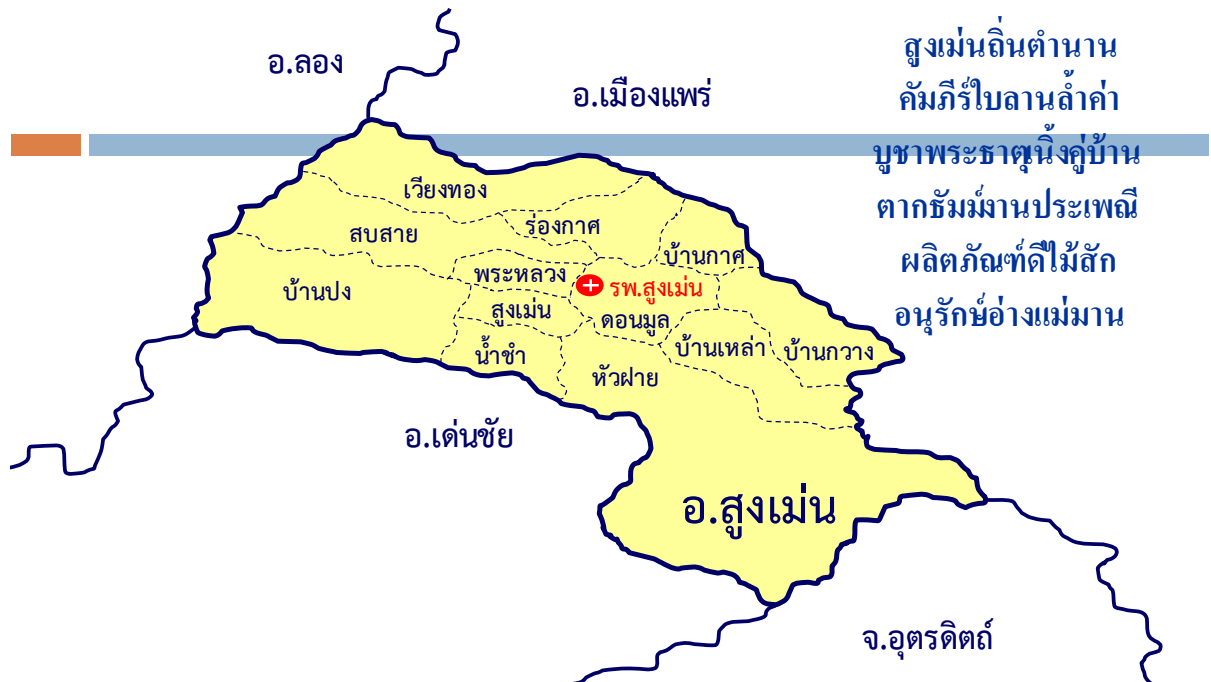 อ.ลอง
อ.เมืองแพร่
สูงเม่นถิ่นตำนาน
คัมภีร์ใบลานล้ำค่า
บูชาพระธาตุเนิ้งคู่บ้าน
ตากธัมม์งานประเพณี
ผลิตภัณฑ์ดีไม้สัก
อนุรักษ์อ่างแม่มาน
เวียงทอง
ร่องกาศ
สบสาย
บ้านกาศ
พระหลวง
รพ.สูงเม่น
บ้านปง
สูงเม่น
ดอนมูล
บ้านเหล่า
บ้านกวาง
น้ำชำ
หัวฝาย
อ.เด่นชัย
อ.สูงเม่น
จ.อุตรดิตถ์